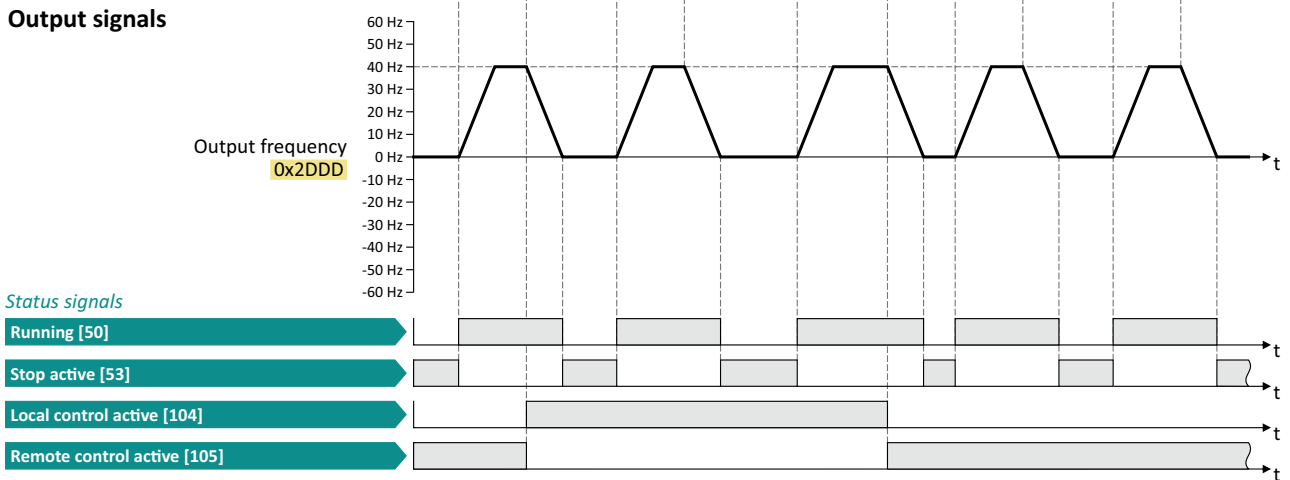 Output signals
60 Hz
50 Hz
40 Hz
30 Hz
20 Hz
10 Hz
0 Hz
-10 Hz
-20 Hz
-30 Hz
-40 Hz
-50 Hz
-60 Hz
Output frequency
0x2DDD
t
Status signals
Running [50]
t
Stop active [53]
t
Local control active [104]
t
Remote control active [105]
t